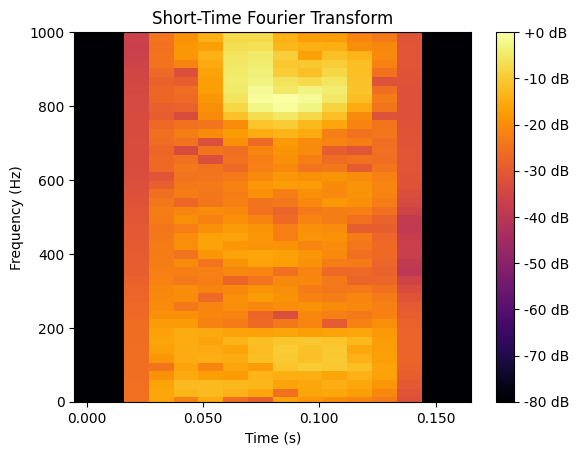 Short-Time Fourier Transform
1000
800
600
400
200
0
Frequency (Hz)
0.000
0.050
0.100
0.150
Time (s)
+0 dB
-10 dB
-20 dB
-30 dB
-40 dB
-50 dB
-60 dB
-70 dB
-80 dB